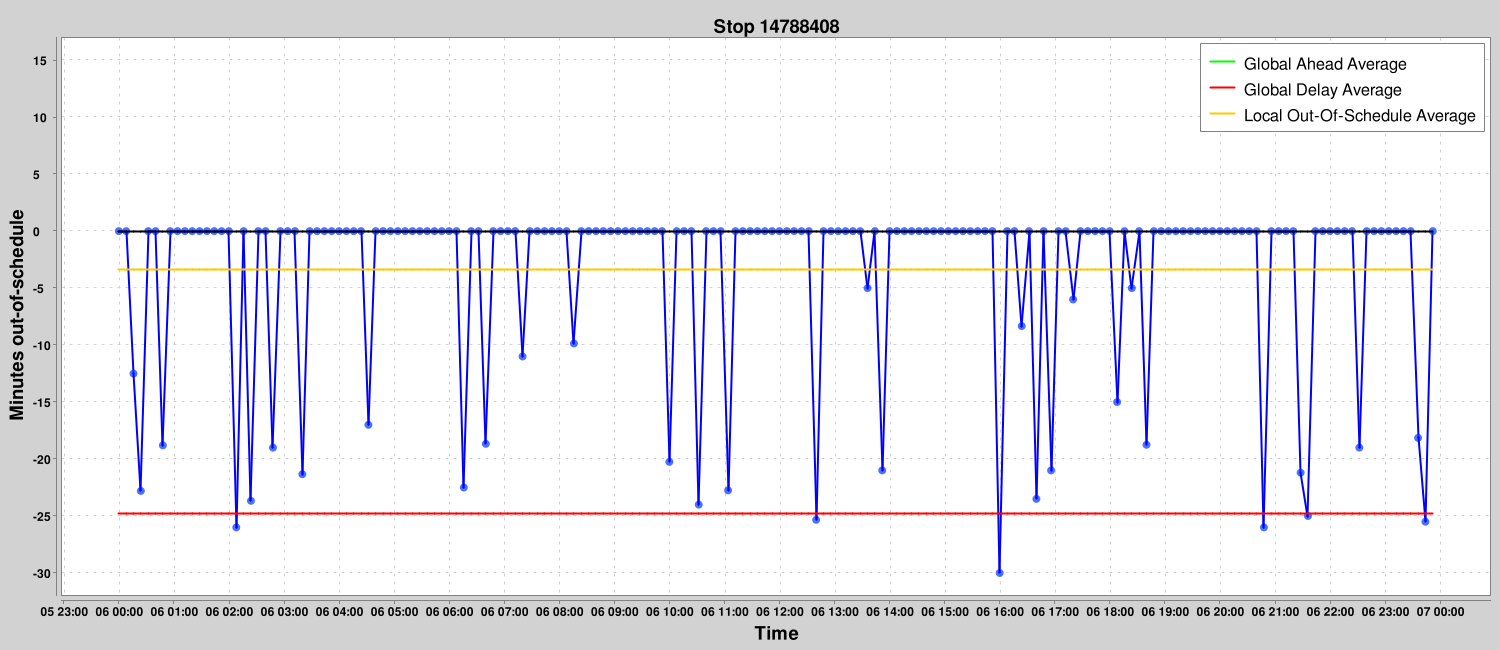 Stop 14788408
Global Ahead Average
Global Delay Average
Local Out-Of-Schedule Average
Minutes out-of-schedule
15
10
5
0
-5
-10
-15
-20
-25
-30
05 23:00 06 00:00 06 01:00 06 02:00 06 03:00 06 04:00 06 05:00 06 06:00 06 07:00 06 08:00 06 09:00 06 10:00 06 11:00 06 12:00 06 13:00 06 14:00 06 15:00 06 16:00 06 17:00 06 18:00 06 19:00 06 20:00 06 21:00 06 22:00 06 23:00 07 00:00
Time